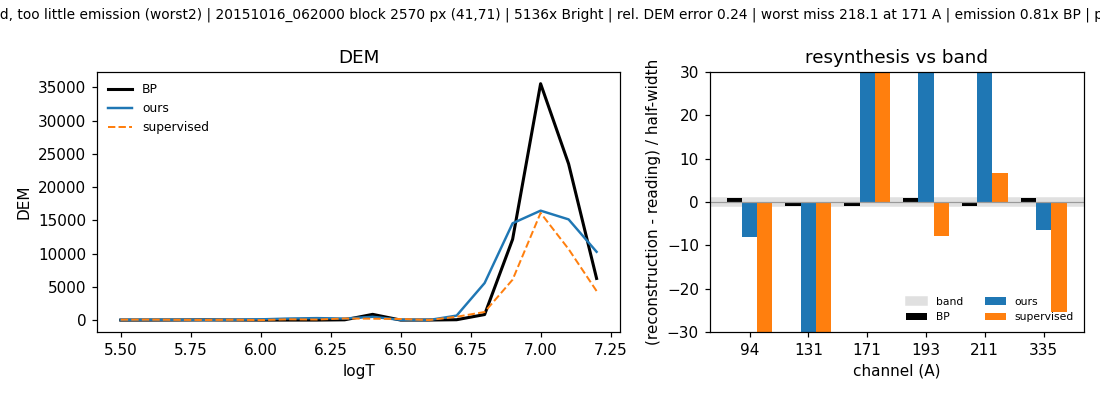 d, too little emission (worst2) | 20151016_062000 block 2570 px (41,71) | 5136x Bright | rel. DEM error 0.24 | worst miss 218.1 at 171 A | emission 0.81x BP |
DEM
35000
30000
25000
20000
15000
10000
5000
0
DEM
BP
ours
supervised
5.50 5.75 6.00 6.25 6.50 6.75 7.00 7.25
logT
resynthesis vs band
30
20
10
0
−10
−20
−30
(reconstruction - reading) / half-width
band
BP
ours
supervised
94 131 171 193 211 335
channel (A)